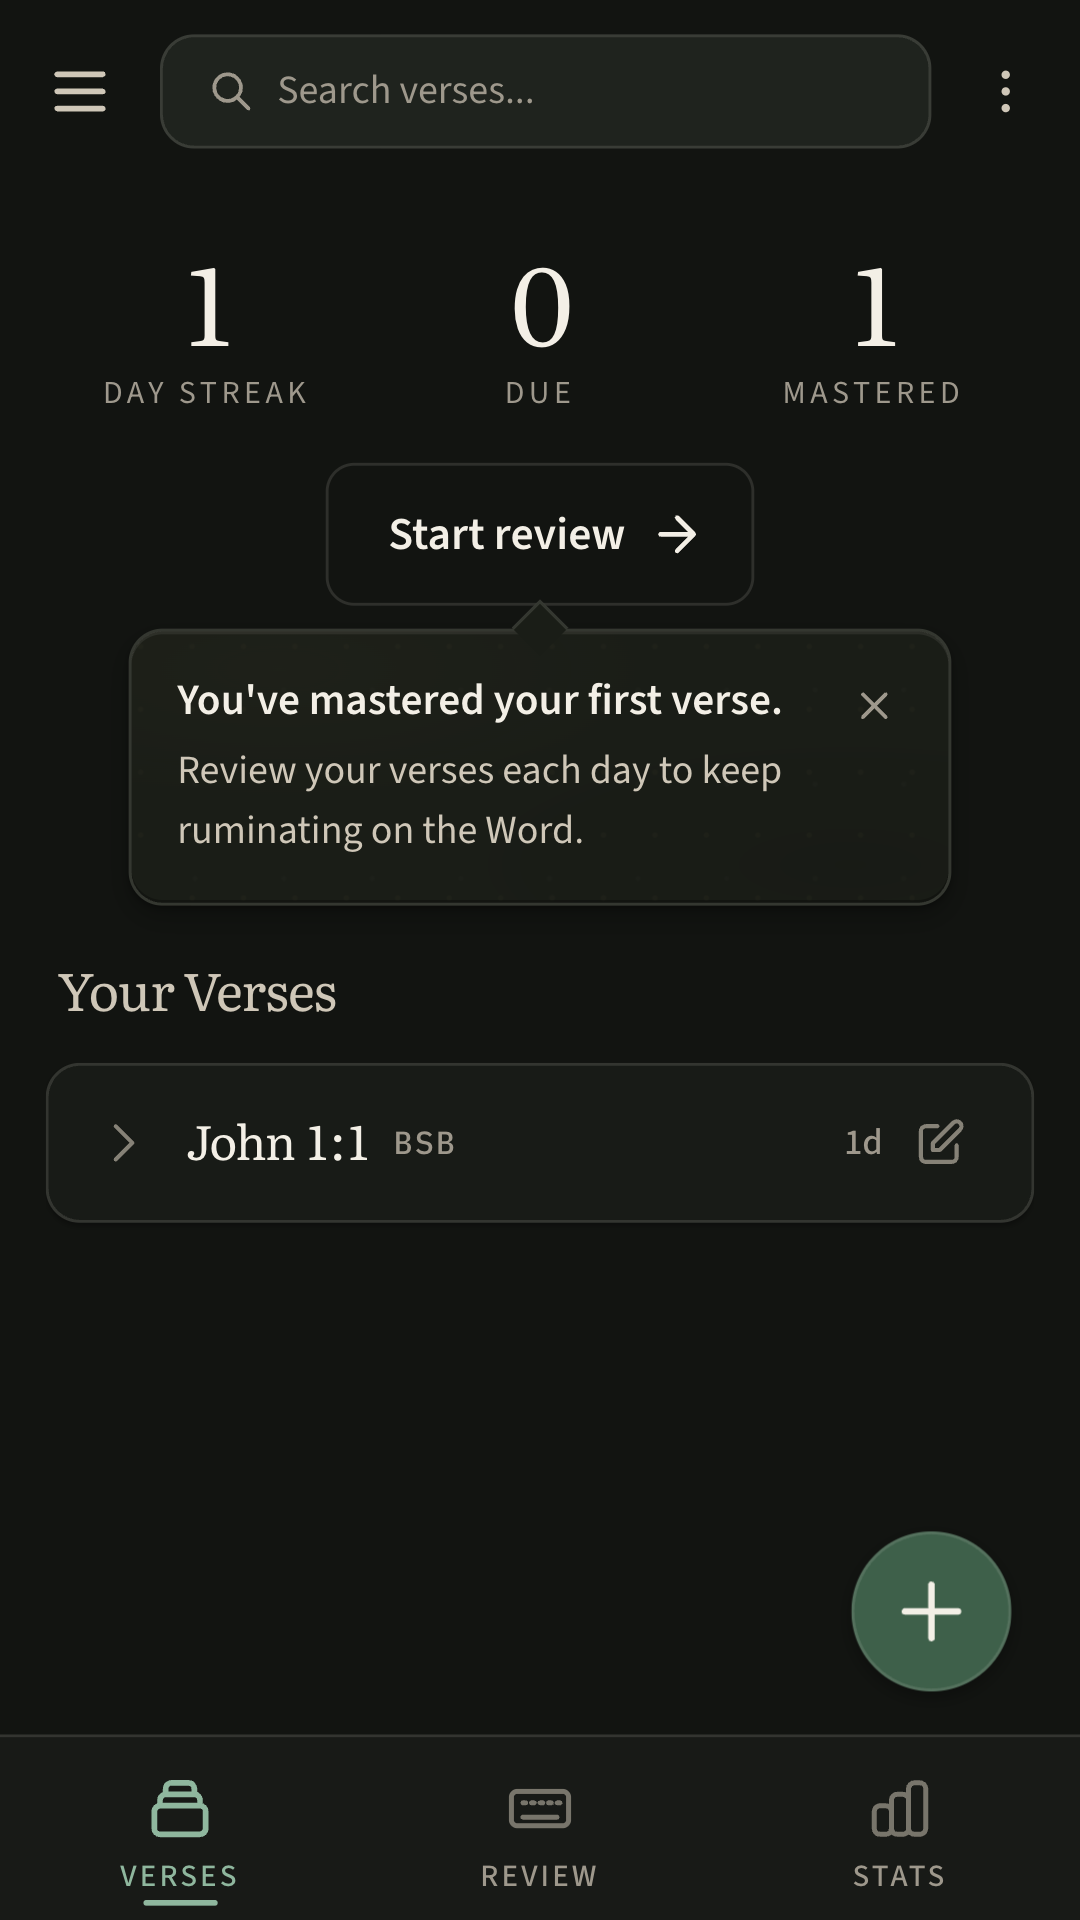 Search verses...
1
DAY STREAK
0
DUE
1
MASTERED
Start review
You've mastered your first verse.
Review your verses each day to keep
ruminating on the Word.
Your Verses
John 1:1 BSB 1d
VERSES
REVIEW
STATS